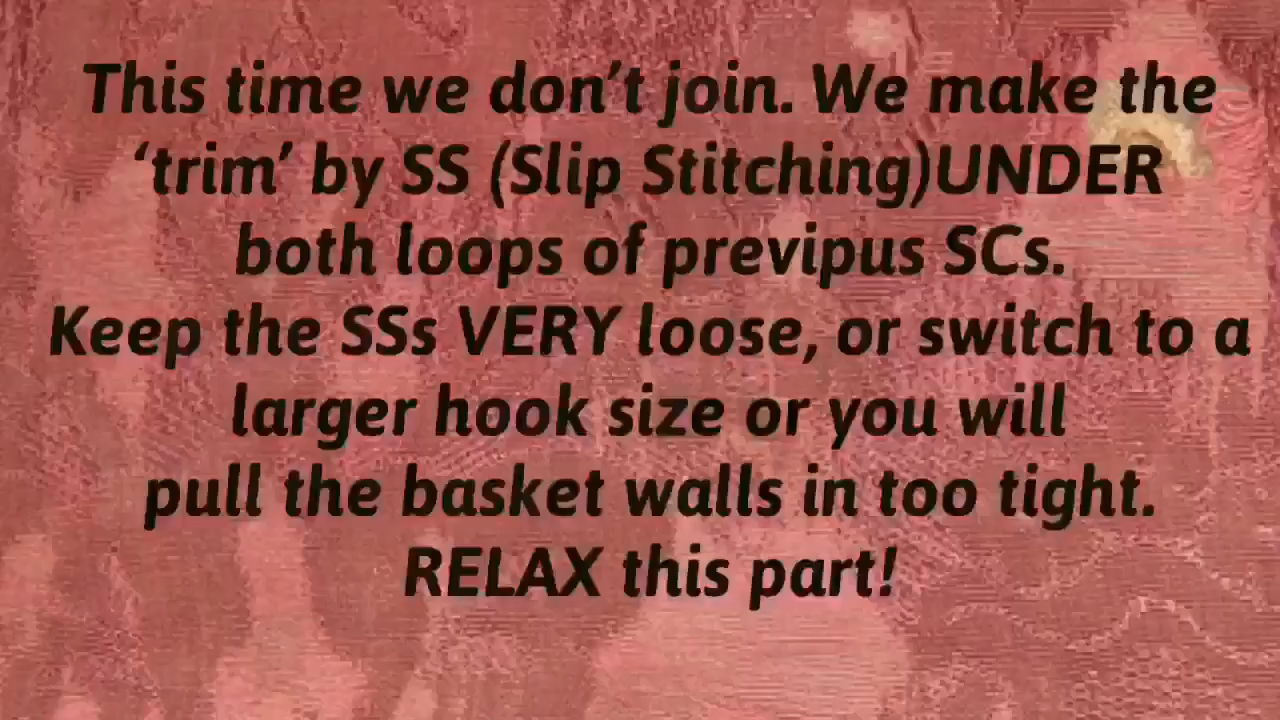 This time we don’t join. We make the
‘trim’ by SS (Slip Stitching)UNDER
both loops of previpus SCs.
Keep the SSs VERY loose, or switch to a
larger hook size or you will
pull the basket walls in too tight.
RELAX this part!